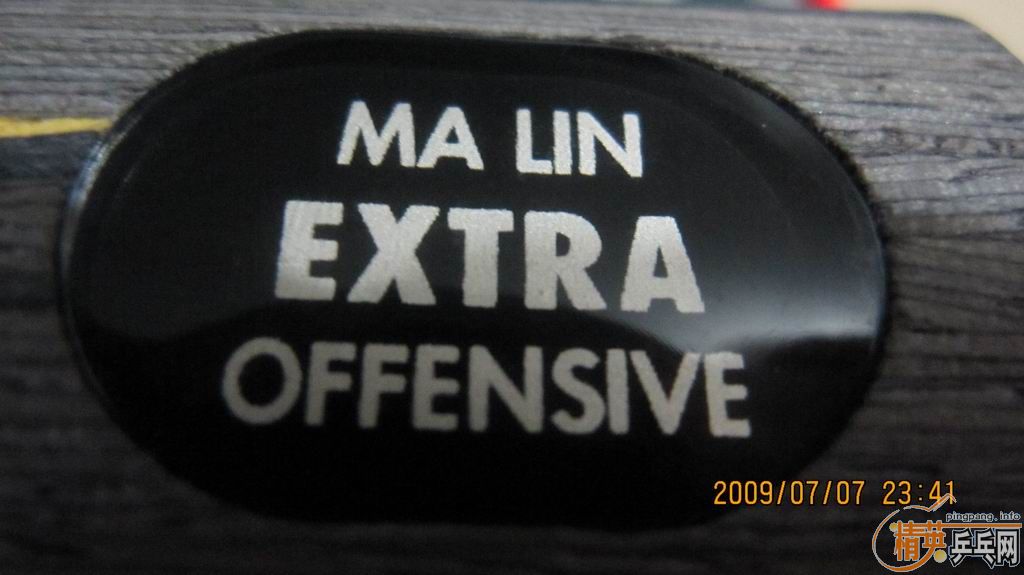 MA LIN
EXTRA
OFFENSIVE
2009/07/07 23:41
pingpang.info
精英乒乓网